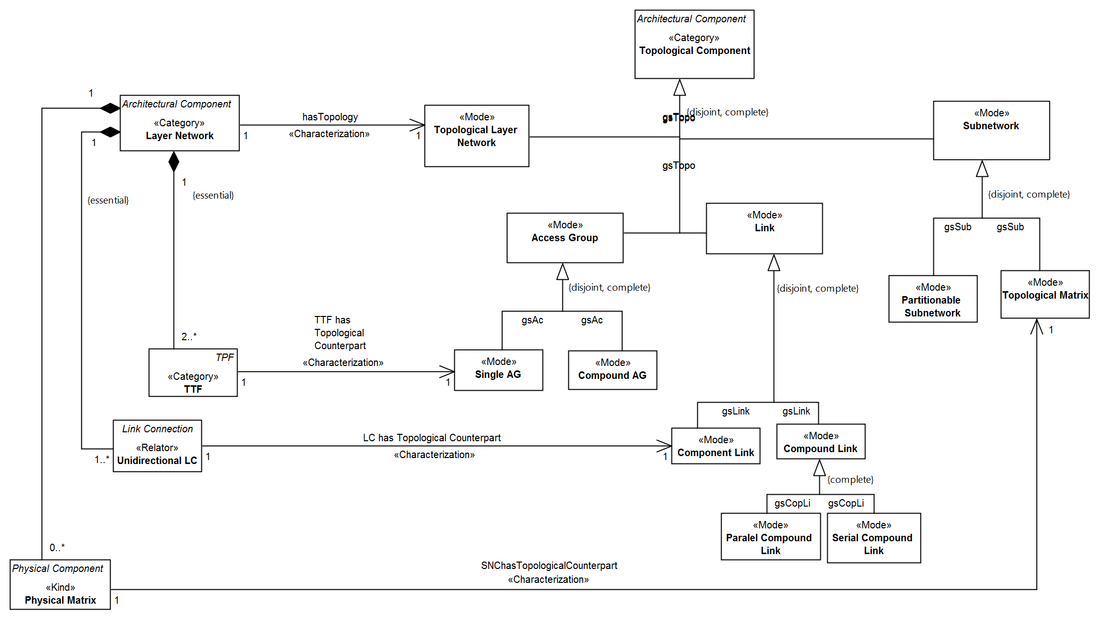 Architectural Component
«Category»
Topological Component
1
Architectural Component
«Category»
Layer Network
1
1
hasTopology
«Characterization»
1
«Mode»
Topological Layer
Network
gsTopo
{disjoint, complete}
gsTopo
«Mode»
Subnetwork
1
{essential}
{essential}
{disjoint, complete}
gsSub
gsSub
«Mode»
Access Group
«Mode»
Link
{disjoint, complete}
{disjoint, complete}
«Mode»
Partitionable
Subnetwork
«Mode»
Topological Matrix
1
gsAc
gsAc
2..*
TTF has
Topological
Counterpart
«Characterization»
TPF
«Category»
TTF
1
1
«Mode»
Single AG
«Mode»
Compound AG
gsLink
gsLink
Link Connection
«Relator»
Unidirectional LC
1..*
1
LC has Topological Counterpart
«Characterization»
1
«Mode»
Component Link
«Mode»
Compound Link
{complete}
gsCopLi
gsCopLi
«Mode»
Paralel Compound
Link
«Mode»
Serial Compound
Link
0..*
Physical Component
«Kind»
Physical Matrix
1
SNChasTopologicalCounterpart
«Characterization»